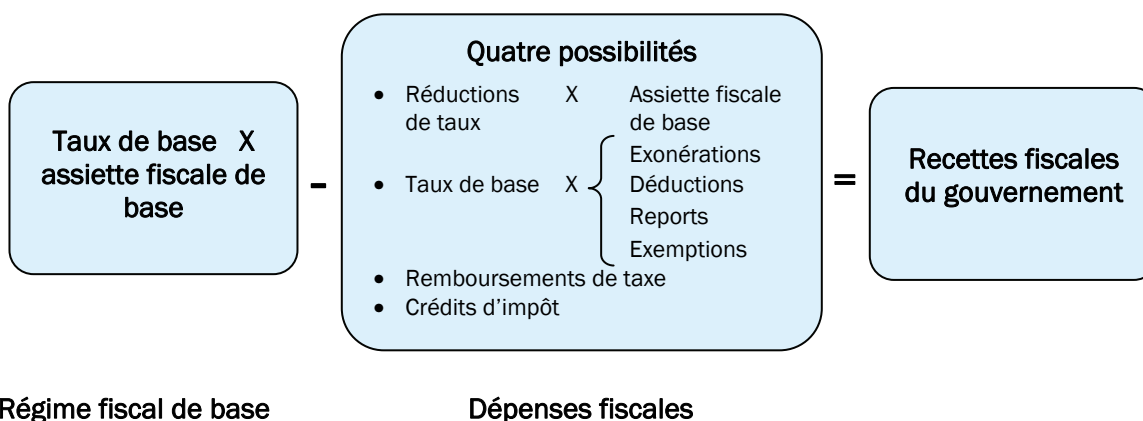 Taux de base X
assiette fiscale de
base
-
Quatre possibilités
• Réductions X Assiette fiscale
de taux de base
Exonérations
• Taux de base X Déductions
Reports
Exemptions
• Remboursements de taxe
• Crédits d'impôt
=
Recettes fiscales
du gouvernement
Régime fiscal de base
Dépenses fiscales